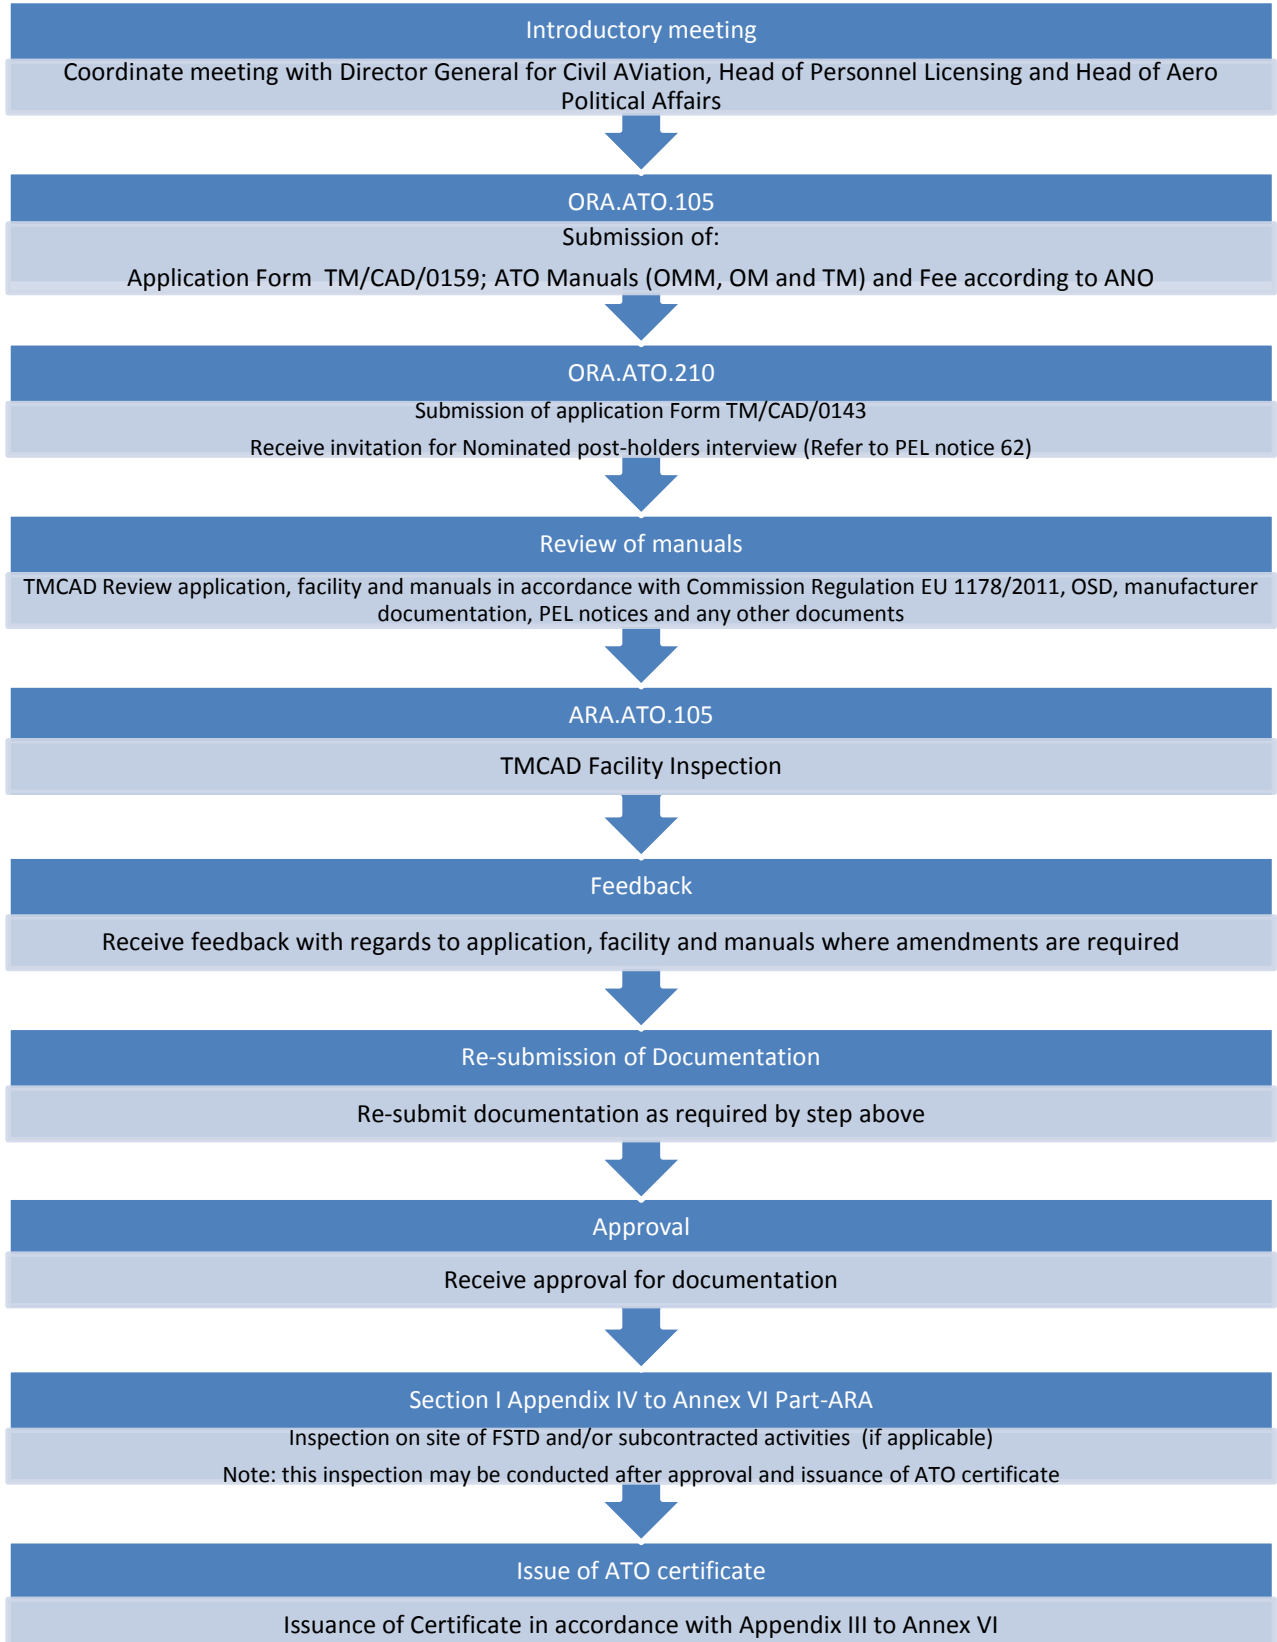 Introductory meeting
Coordinate meeting with Director General for Civil AViation, Head of Personnel Licensing and Head of Aero
Political Affairs
ORA.ATO.105
Submission of:
Application Form  TM/CAD/0159; ATO Manuals (OMM, OM and TM) and Fee according to ANO
ORA.ATO.210
Submission of application Form TM/CAD/0143
Receive invitation for Nominated post-holders interview (Refer to PEL notice 62)
Review of manuals
TMCAD Review application, facility and manuals in accordance with Commission Regulation EU 1178/2011, OSD, manufacturer
documentation, PEL notices and any other documents
ARA.ATO.105
TMCAD Facility Inspection
Feedback
Receive feedback with regards to application, facility and manuals where amendments are required
Re-submission of Documentation
Re-submit documentation as required by step above
Approval
Receive approval for documentation
Section I Appendix IV to Annex VI Part-ARA
Inspection on site of FSTD and/or subcontracted activities  (if applicable)
Note: this inspection may be conducted after approval and issuance of ATO certificate
Issue of ATO certificate
Issuance of Certificate in accordance with Appendix III to Annex VI